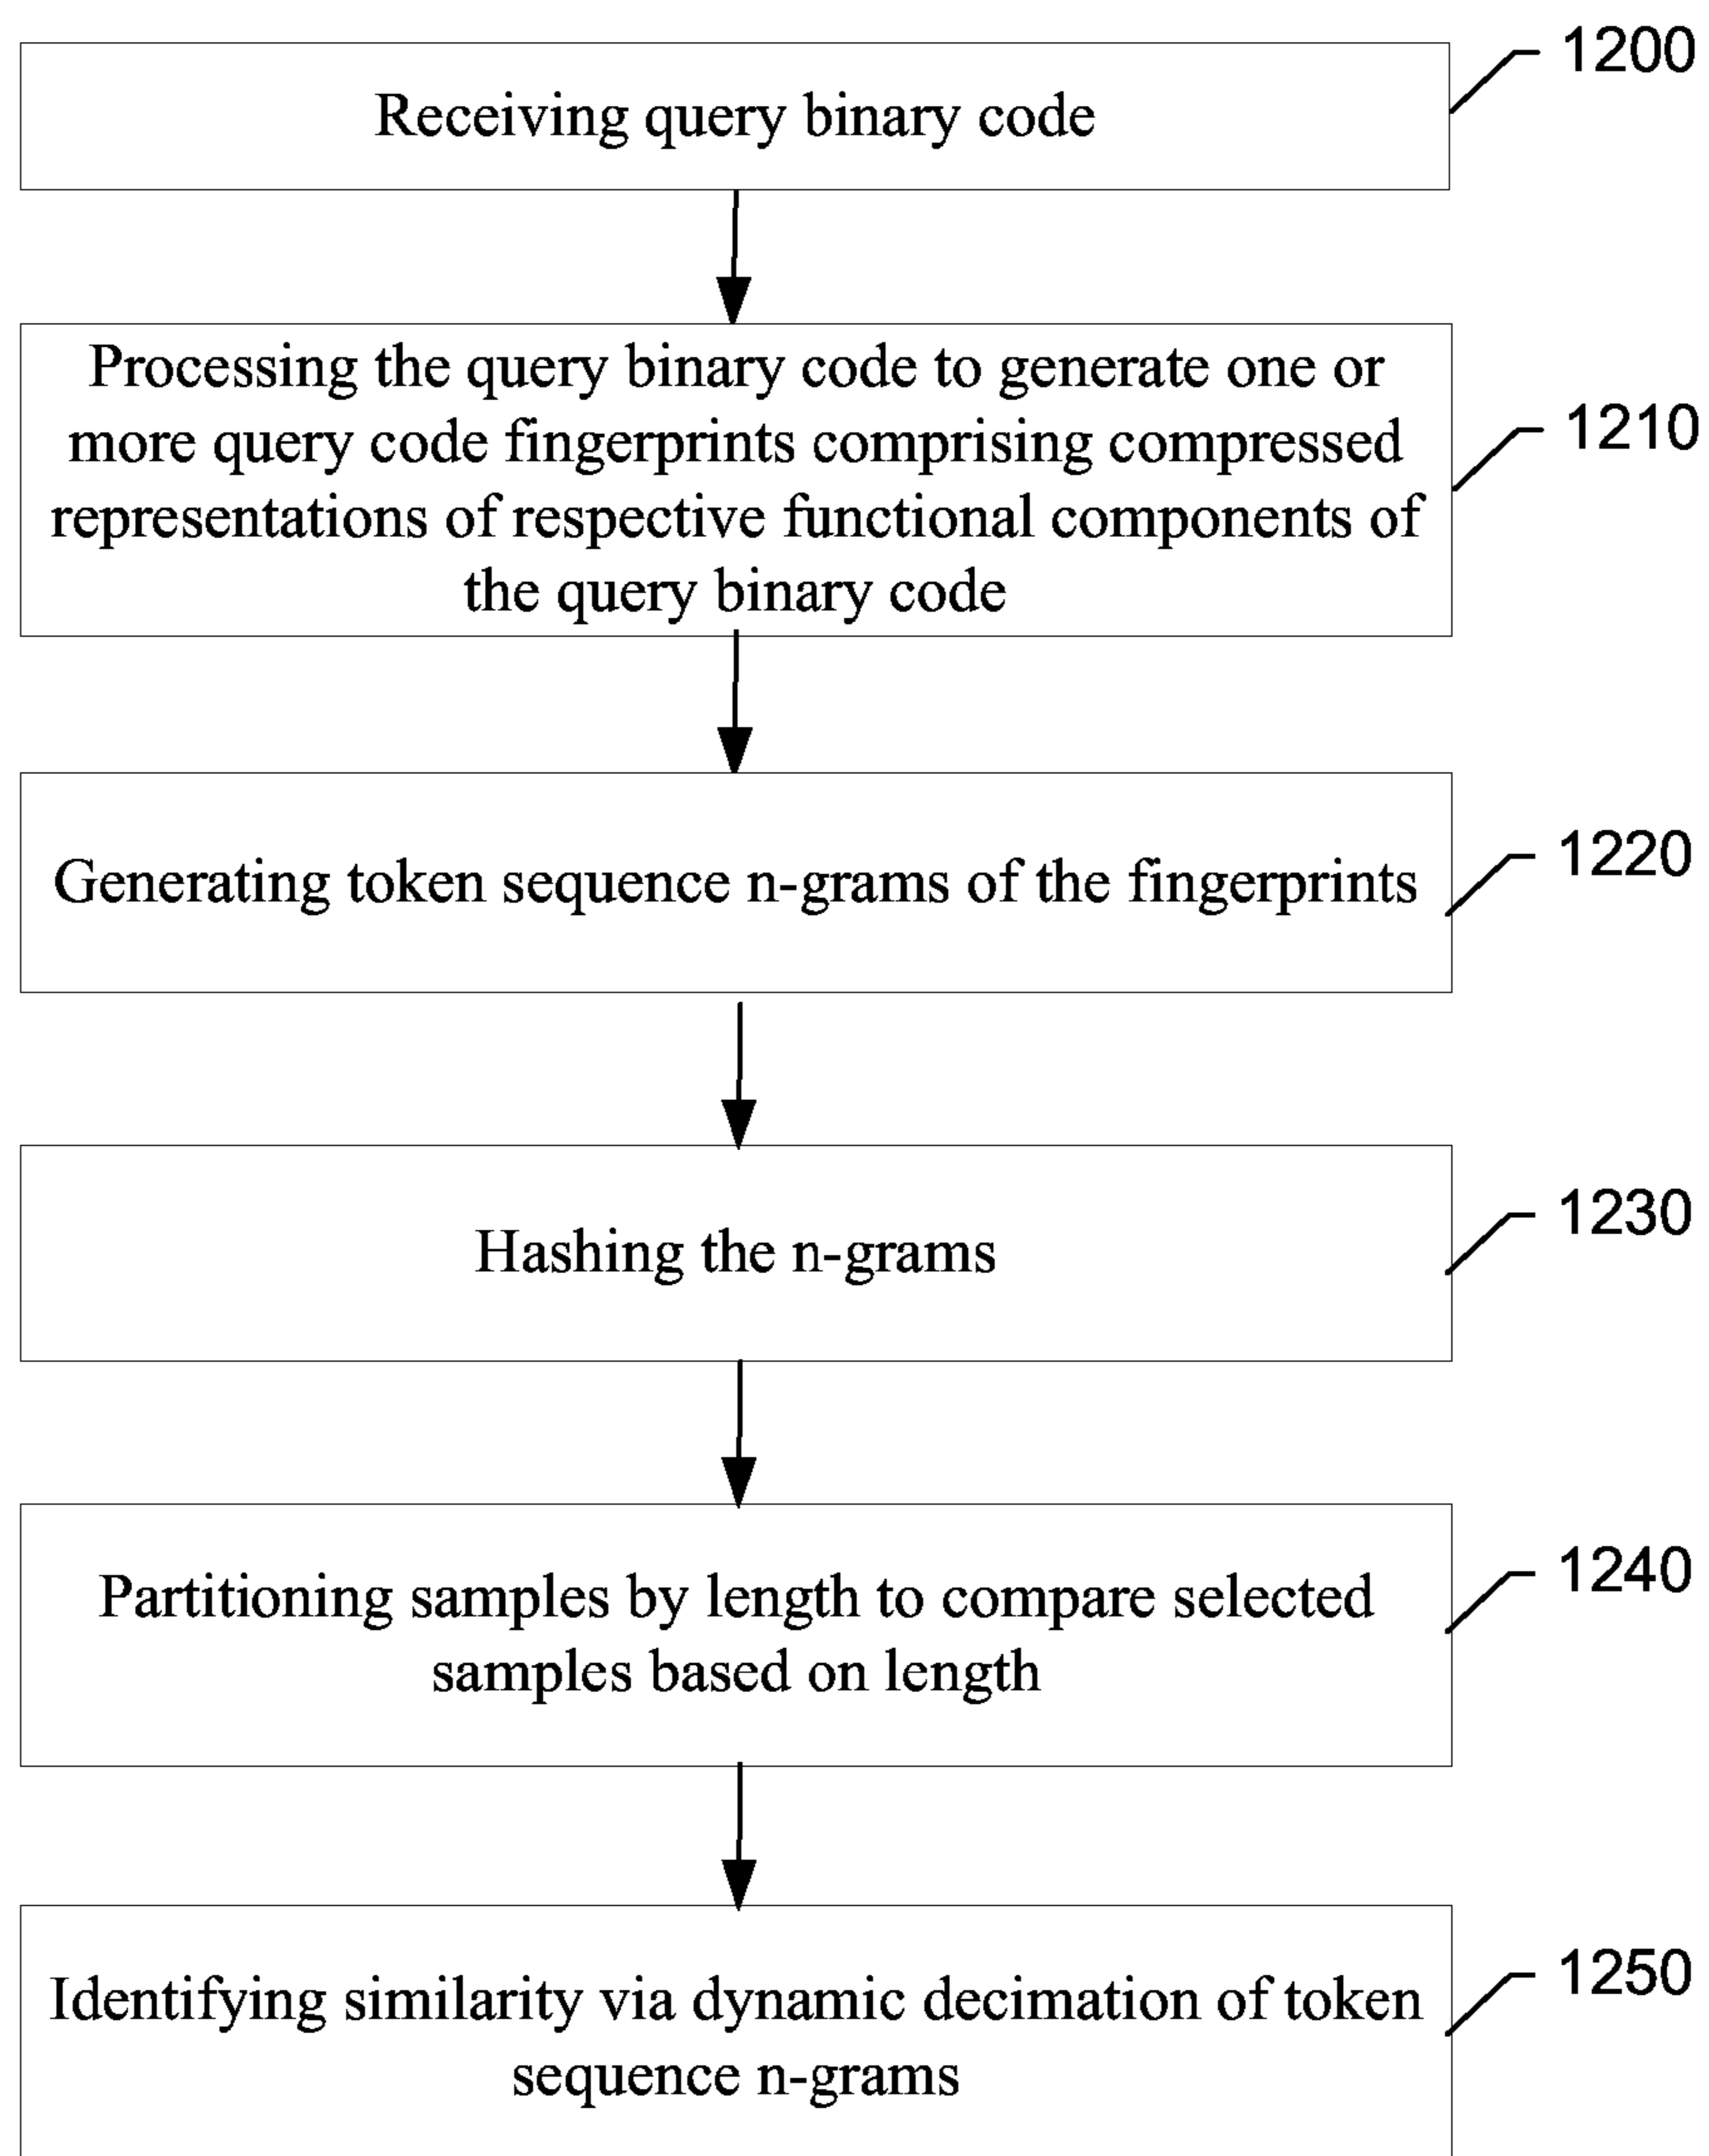 Receiving query binary code
1200
Processing the query binary code to generate one or
more query code fingerprints comprising compressed
representations of respective functional components of
the query binary code
1210
Generating token sequence n-grams of the fingerprints
1220
Hashing the n-grams
1230
Partitioning samples by length to compare selected
samples based on length
1240
Identifying similarity via dynamic decimation of token
sequence n-grams
1250